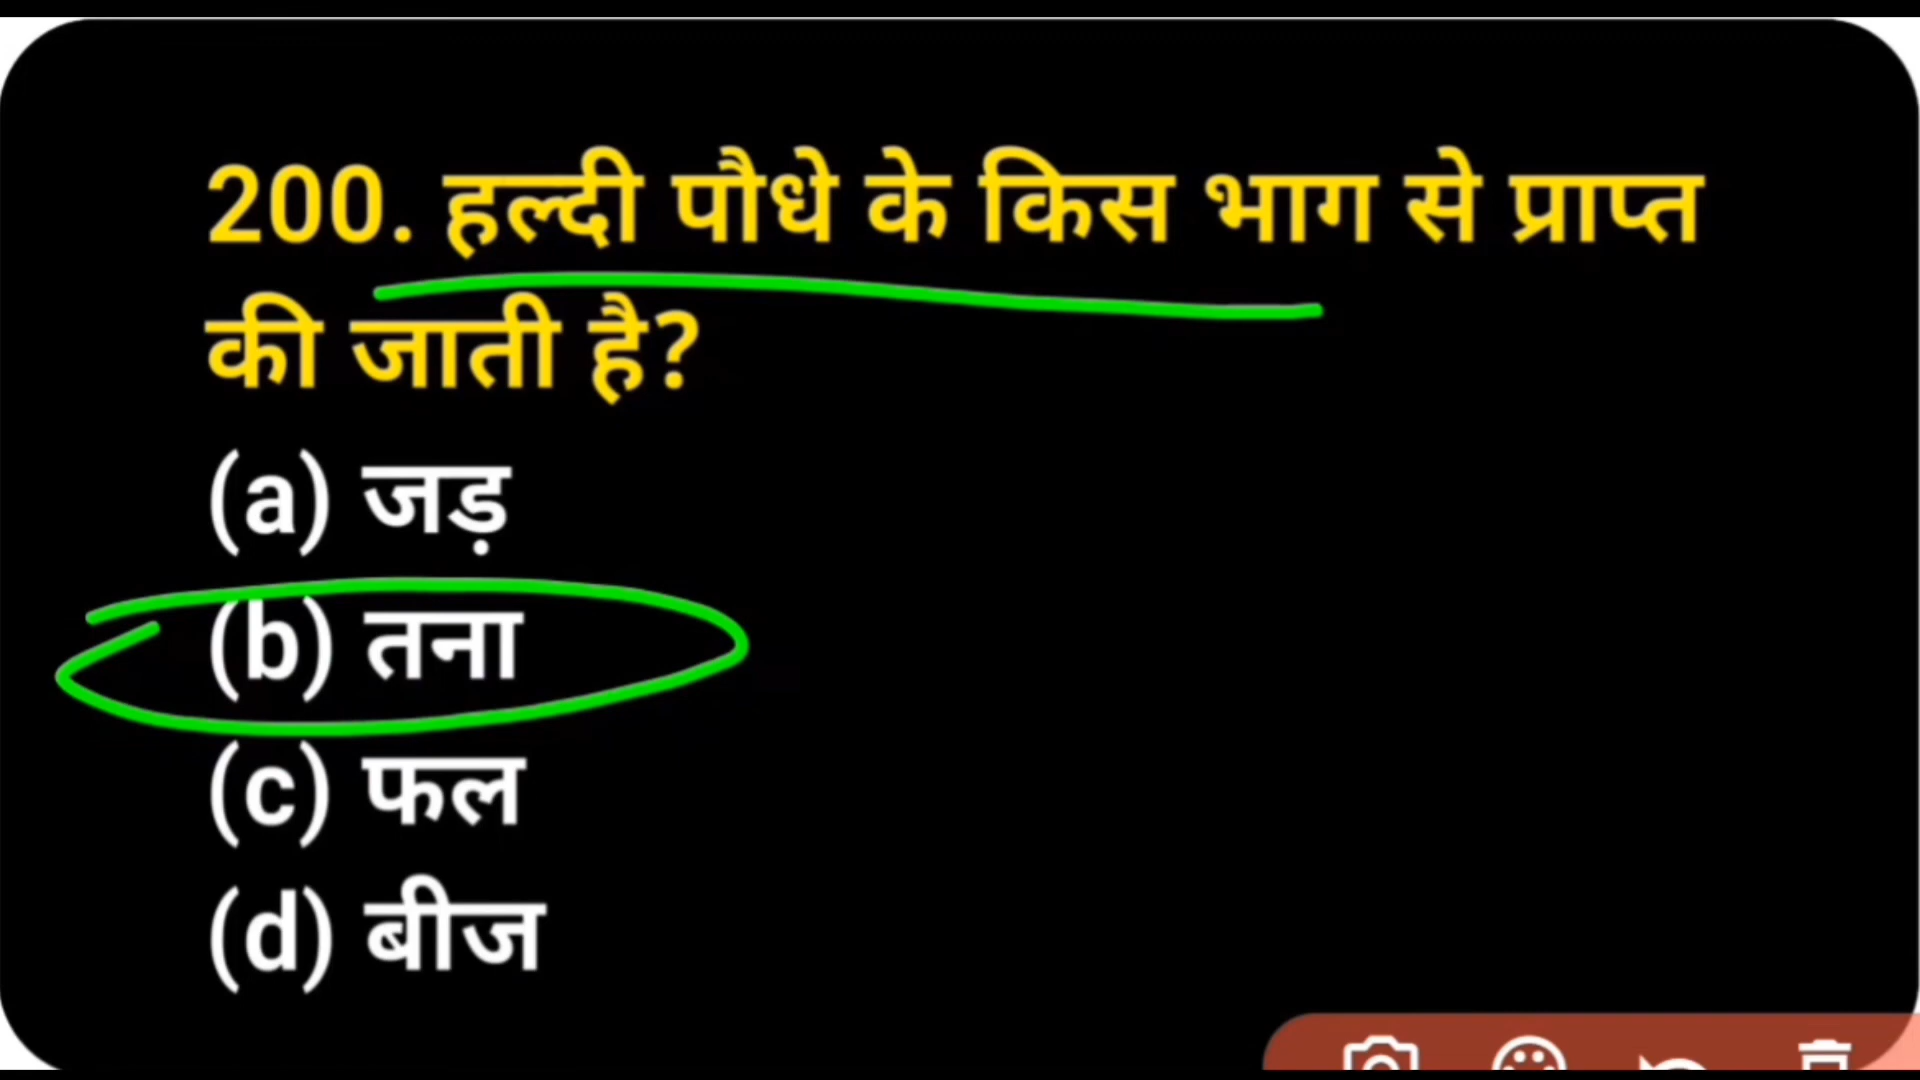 200. हल्दी पौधे के किस भाग से प्राप्त
की जाती है?
(a) जड़
(b) तना
(c) फल
(d) बीज